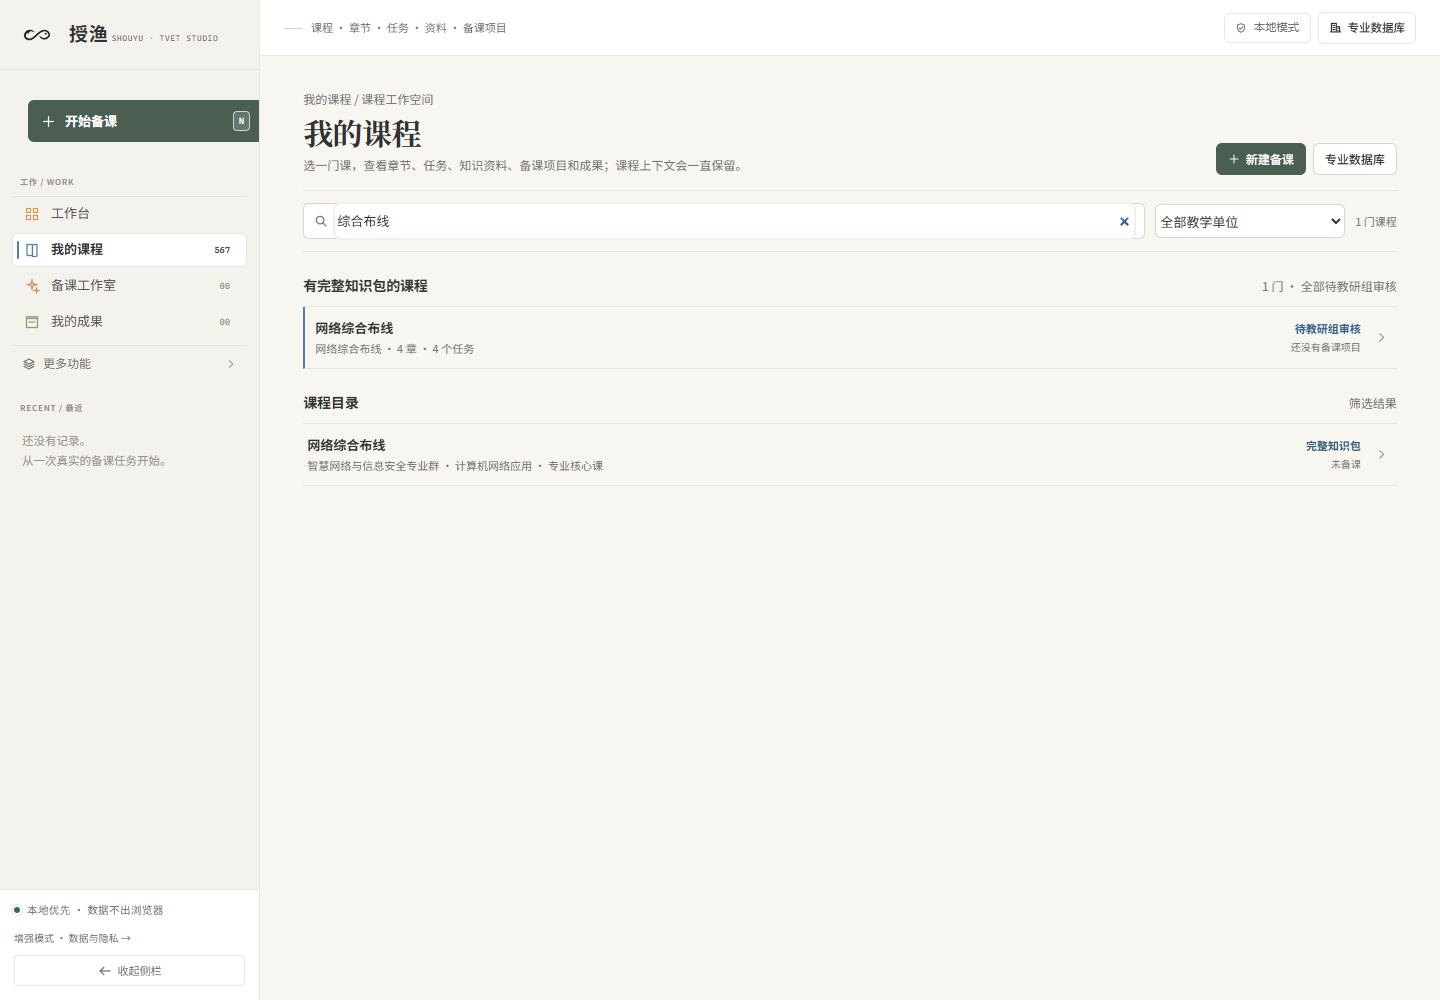 授渔 SHOUYU · TVET STUDIO
开始备课 N
工作 / WORK
工作台
我的课程 567
备课工作室 00
我的成果 00
更多功能
RECENT / 最近
还没有记录。
从一次真实的备课任务开始。
本地优先 · 数据不出浏览器
增强模式 · 数据与隐私 →
收起侧栏
课程 · 章节 · 任务 · 资料 · 备课项目
本地模式
专业数据库
我的课程 / 课程工作空间
我的课程
选一门课，查看章节、任务、知识资料、备课项目和成果；课程上下文会一直保留。
新建备课
专业数据库
综合布线
全部教学单位
1 门课程
有完整知识包的课程
1 门 · 全部待教研组审核
网络综合布线
网络综合布线 · 4 章 · 4 个任务
待教研组审核
还没有备课项目
课程目录
筛选结果
网络综合布线
智慧网络与信息安全专业群 · 计算机网络应用 · 专业核心课
完整知识包
未备课